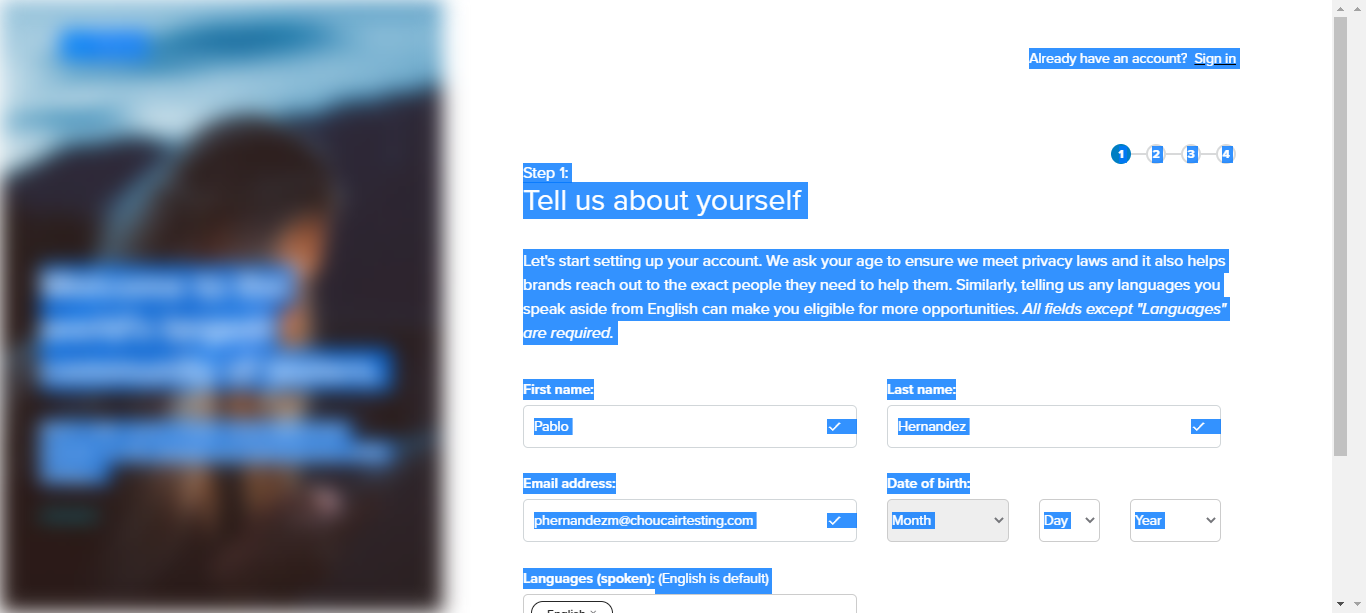 Already have an account? Sign in
1 2 3 4
Step 1:
Tell us about yourself
Let's start setting up your account. We ask your age to ensure we meet privacy laws and it also helps
brands reach out to the exact people they need to help them. Similarly, telling us any languages you
speak aside from English can make you eligible for more opportunities. All fields except "Languages"
are required.
First name:
Last name:
Pablo
Hernandez
Email address:
Date of birth:
phernandezm@choucairtesting.com
Month
Day
Year
Languages (spoken): (English is default)
English ×